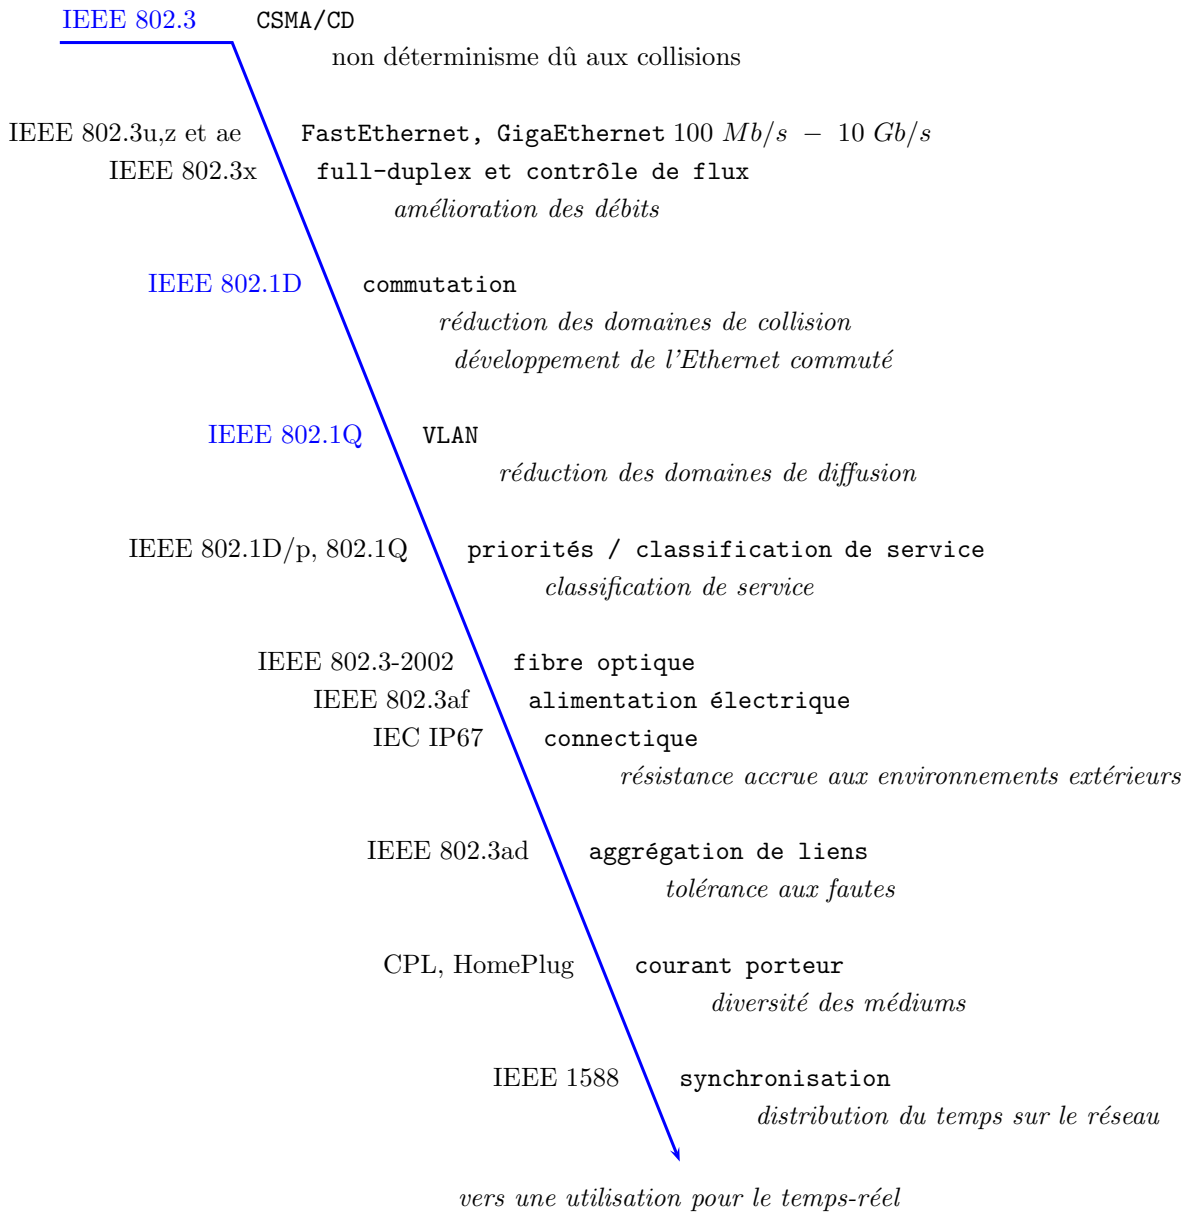 IEEE 802.3 CSMA/CD
non déterminisme dû aux collisions
IEEE 802.3u,z et ae FastEthernet, GigaEthernet 100 Mb/s − 10 Gb/s
IEEE 802.3x full-duplex et contrôle de flux
amélioration des débits
IEEE 802.1D commutation
réduction des domaines de collision
développement de l'Ethernet commuté
IEEE 802.1Q VLAN
réduction des domaines de diffusion
IEEE 802.1D/p, 802.1Q priorités / classification de service
classification de service
IEEE 802.3-2002 fibre optique
IEEE 802.3af alimentation électrique
IEC IP67 connectique
résistance accrue aux environnements extérieurs
IEEE 802.3ad aggrégation de liens
tolérance aux fautes
CPL, HomePlug courant porteur
diversité des médiums
IEEE 1588 synchronisation
distribution du temps sur le réseau
vers une utilisation pour le temps-réel